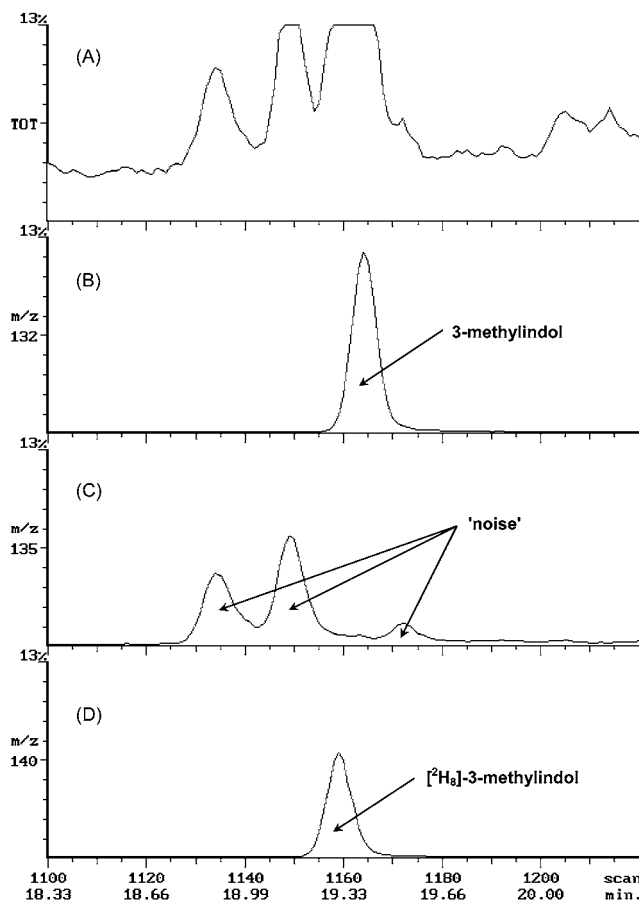 13%
(A)
TOT
13%
(B)
m/z
132
3-methylindol
13%
(C)
m/z
135
'noise'
13%
(D)
m/z
140
[²H₈]-3-methylindol
1100 1120 1140 1160 1180 1200 scan
18.33 18.66 18.99 19.33 19.66 20.00 min.